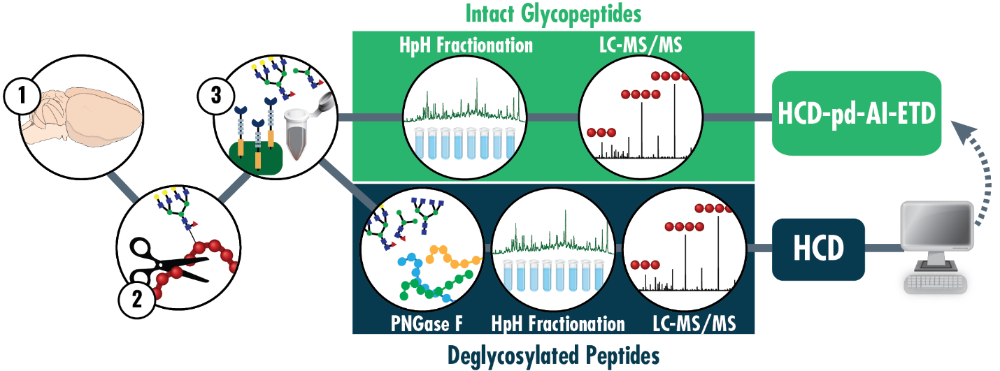 Intact Glycopeptides
HpH Fractionation
LC-MS/MS
1
3
HCD-pd-AI-ETD
2
HCD
PNGase F
HpH Fractionation
LC-MS/MS
Deglycosylated Peptides